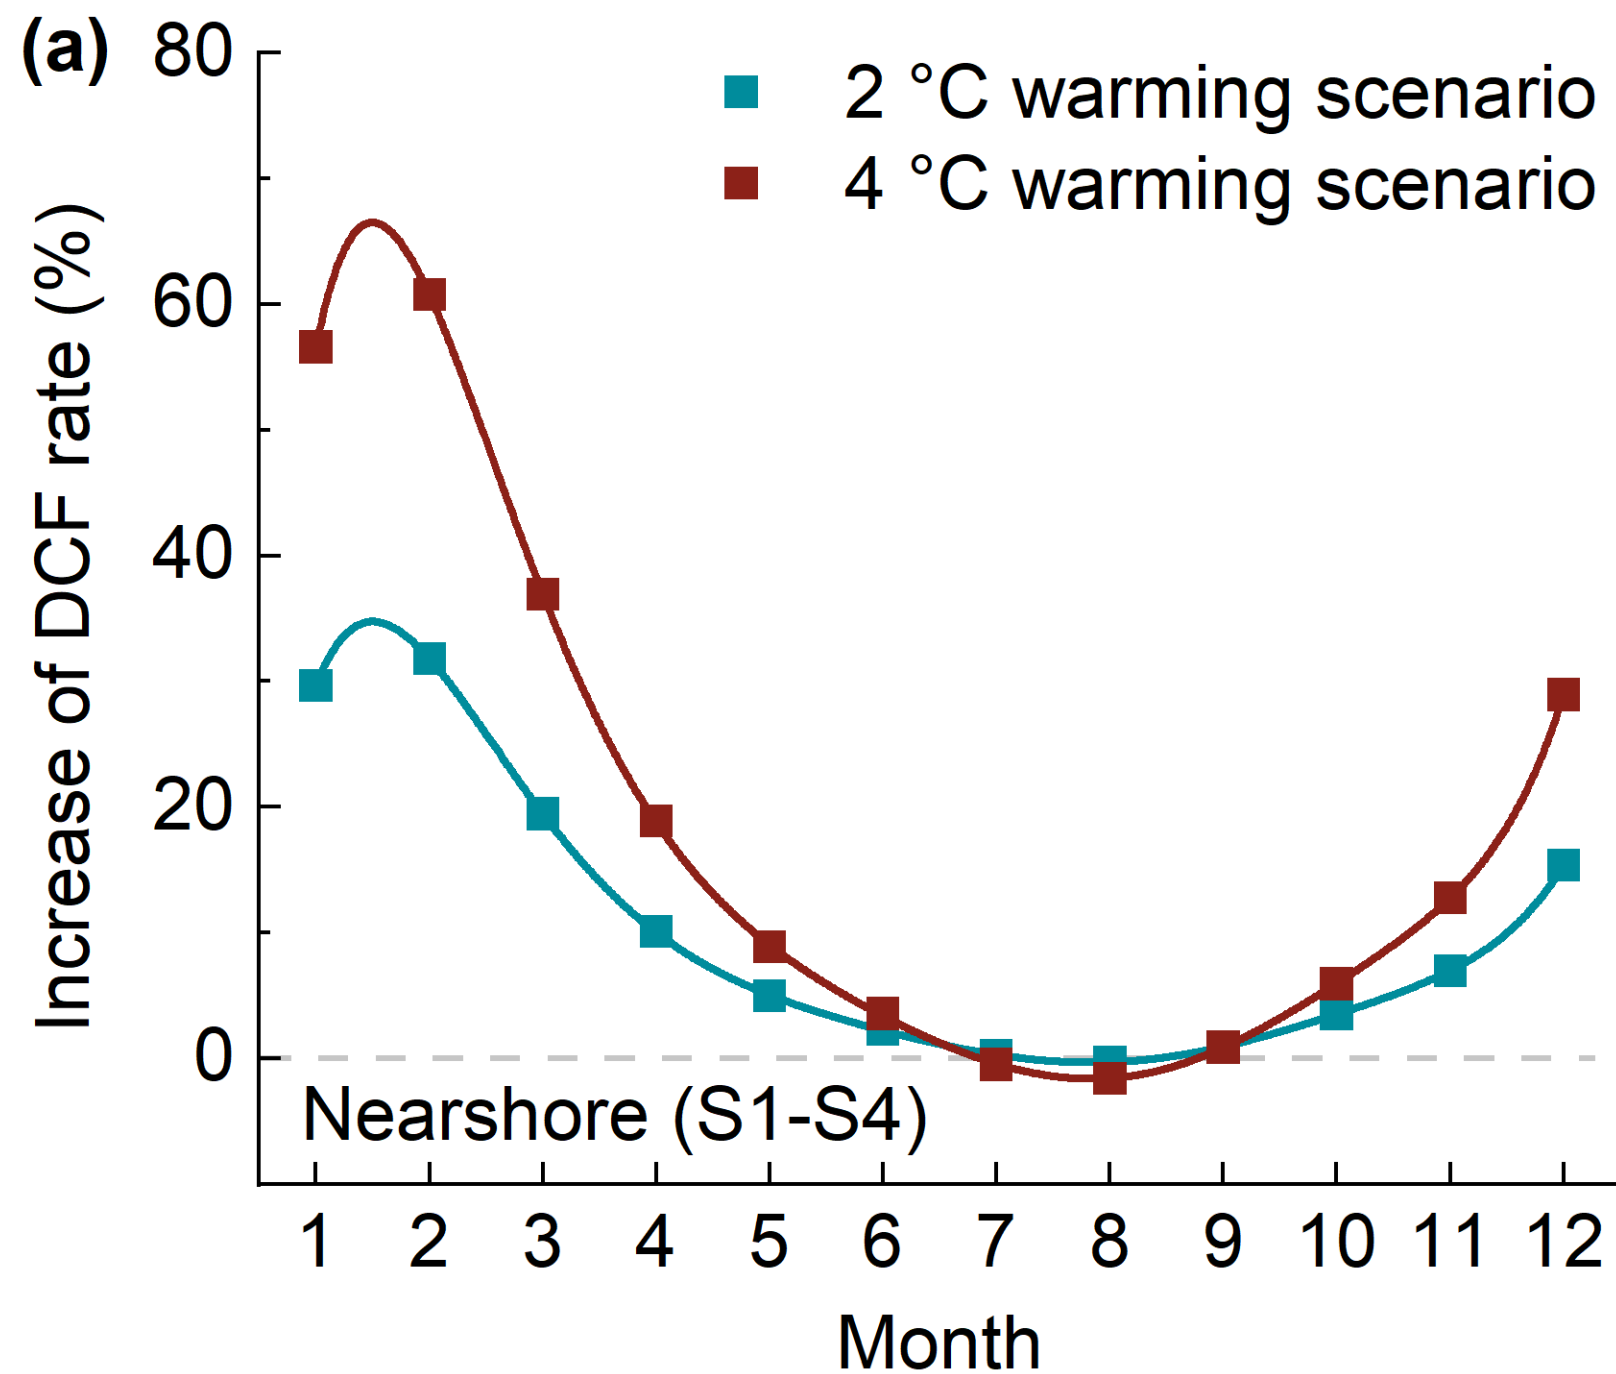 (a)
2 °C warming scenario
4 °C warming scenario
Increase of DCF rate (%)
80
60
40
20
0
Nearshore (S1-S4)
1 2 3 4 5 6 7 8 9 10 11 12
Month